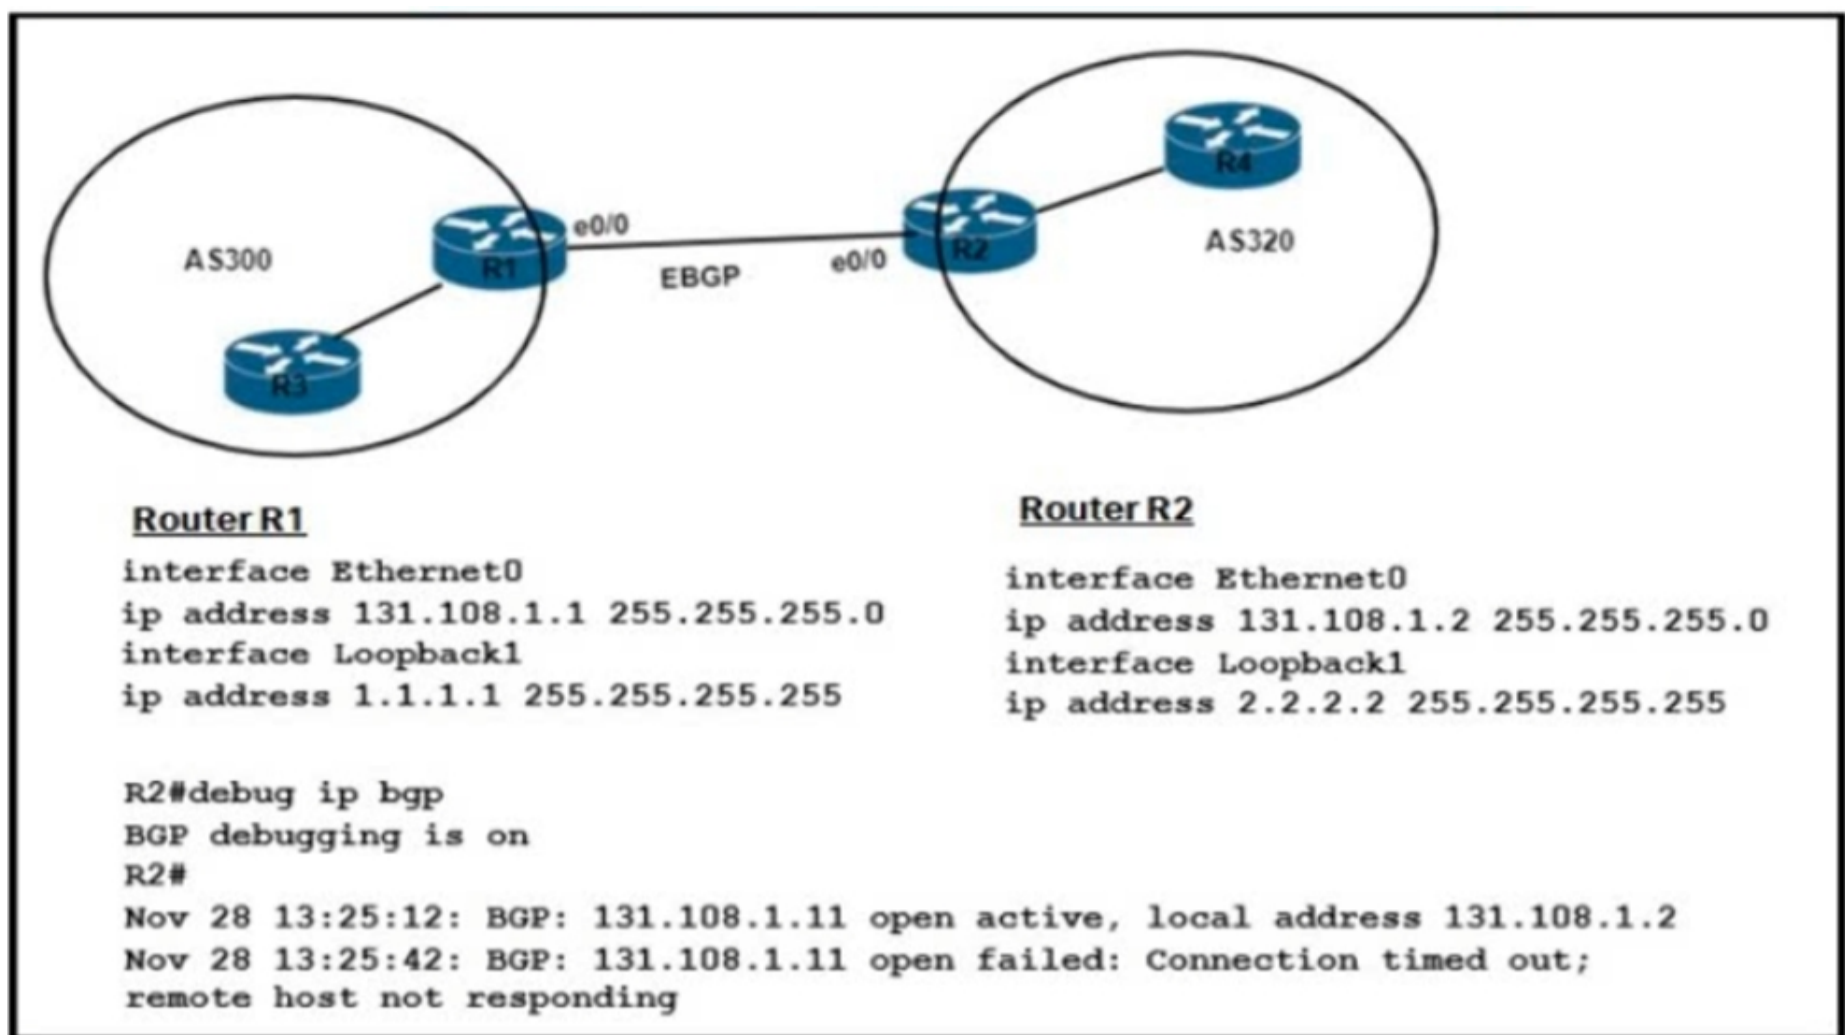 R4
e0/0
AS300
R1
EBGP
e0/0
R2
AS320
R3
Router R1
interface Ethernet0
ip address 131.108.1.1 255.255.255.0
interface Loopback1
ip address 1.1.1.1 255.255.255.255
Router R2
interface Ethernet0
ip address 131.108.1.2 255.255.255.0
interface Loopback1
ip address 2.2.2.2 255.255.255.255
R2#debug ip bgp
BGP debugging is on
R2#
Nov 28 13:25:12: BGP: 131.108.1.11 open active, local address 131.108.1.2
Nov 28 13:25:42: BGP: 131.108.1.11 open failed: Connection timed out;
remote host not responding